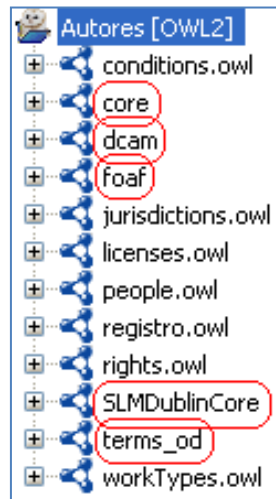 Autores [OWL2]
conditions.owl
core
dcam
foaf
jurisdictions.owl
licenses.owl
people.owl
registro.owl
rights.owl
SLMDublinCore
terms_od
workTypes.owl